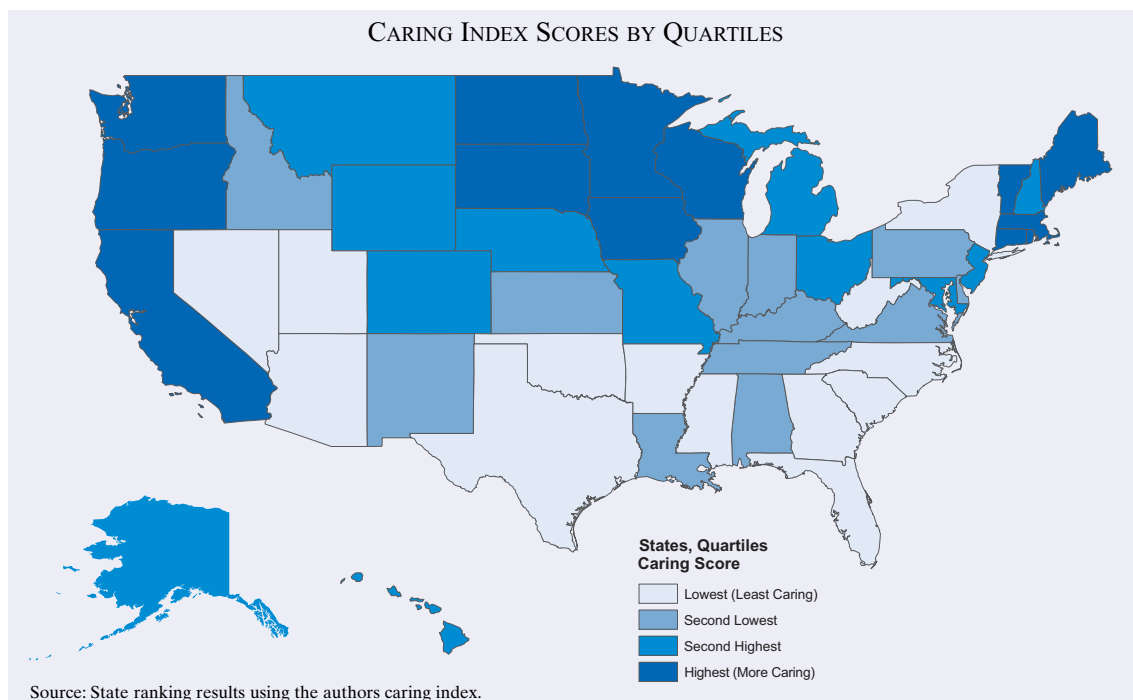 CARING INDEX SCORES BY QUARTILES
States, Quartiles
Caring Score
Lowest (Least Caring)
Second Lowest
Second Highest
Highest (More Caring)
Source: State ranking results using the authors caring index.